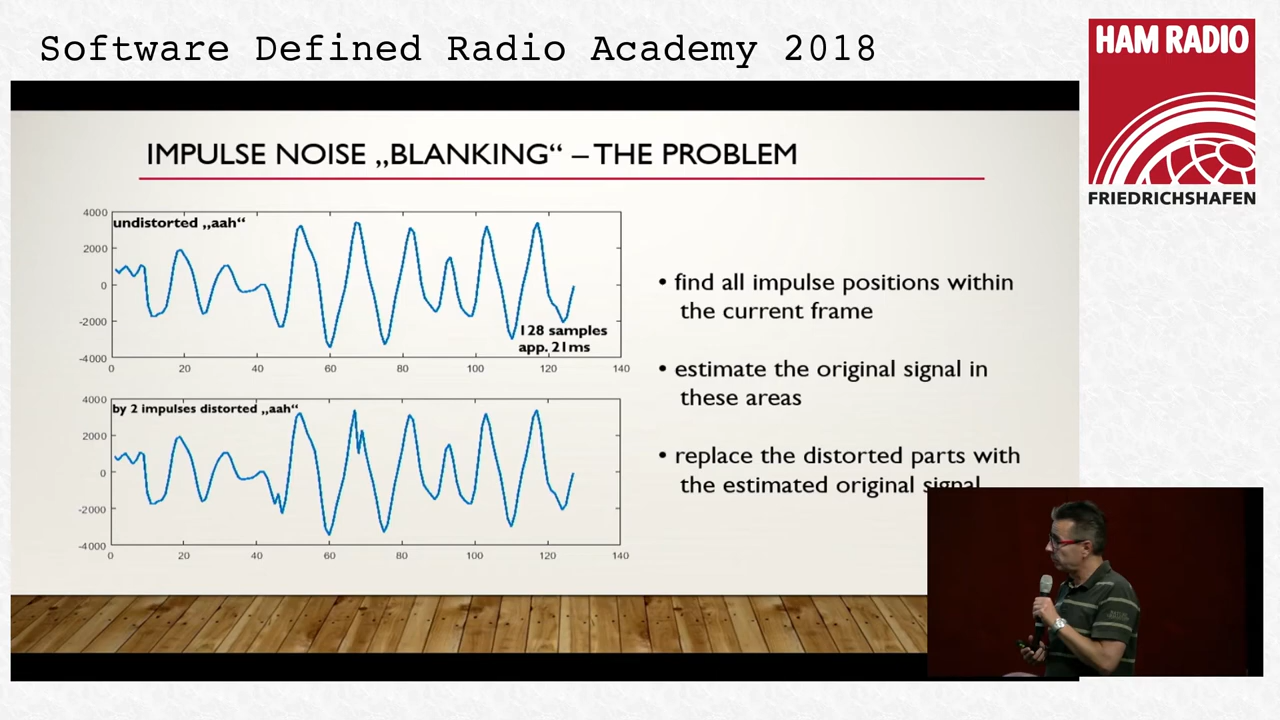 Software Defined Radio Academy 2018
HAM RADIO
FRIEDRICHSHAFEN
IMPULSE NOISE „BLANKING“ – THE PROBLEM
4000
2000
0
-2000
-4000
undistorted „aah“
128 samples
app. 21ms
0 20 40 60 80 100 120 140
4000
2000
0
-2000
-4000
by 2 impulses distorted „aah“
0 20 40 60 80 100 120 140
• find all impulse positions within
the current frame
• estimate the original signal in
these areas
• replace the distorted parts with
the estimated original signal